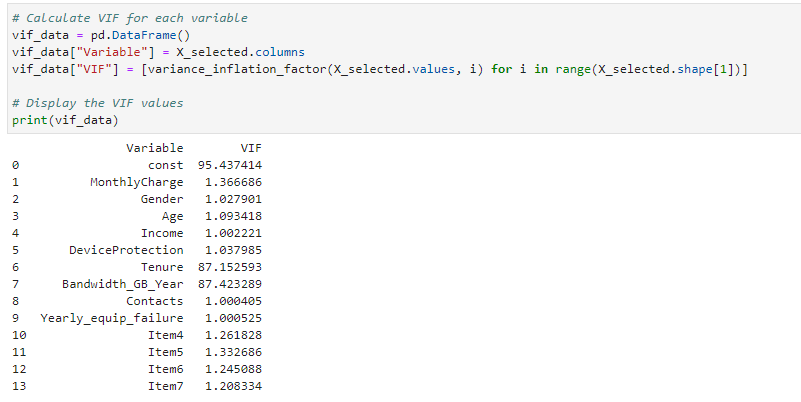 # Calculate VIF for each variable
vif_data = pd.DataFrame()
vif_data["Variable"] = X_selected.columns
vif_data["VIF"] = [variance_inflation_factor(X_selected.values, i) for i in range(X_selected.shape[1])]
# Display the VIF values
print(vif_data)
Variable VIF
0 const 95.437414
1 MonthlyCharge 1.366686
2 Gender 1.027901
3 Age 1.093418
4 Income 1.002221
5 DeviceProtection 1.037985
6 Tenure 87.152593
7 Bandwidth_GB_Year 87.423289
8 Contacts 1.000405
9 Yearly_equip_failure 1.000525
10 Item4 1.261828
11 Item5 1.332686
12 Item6 1.245088
13 Item7 1.208334